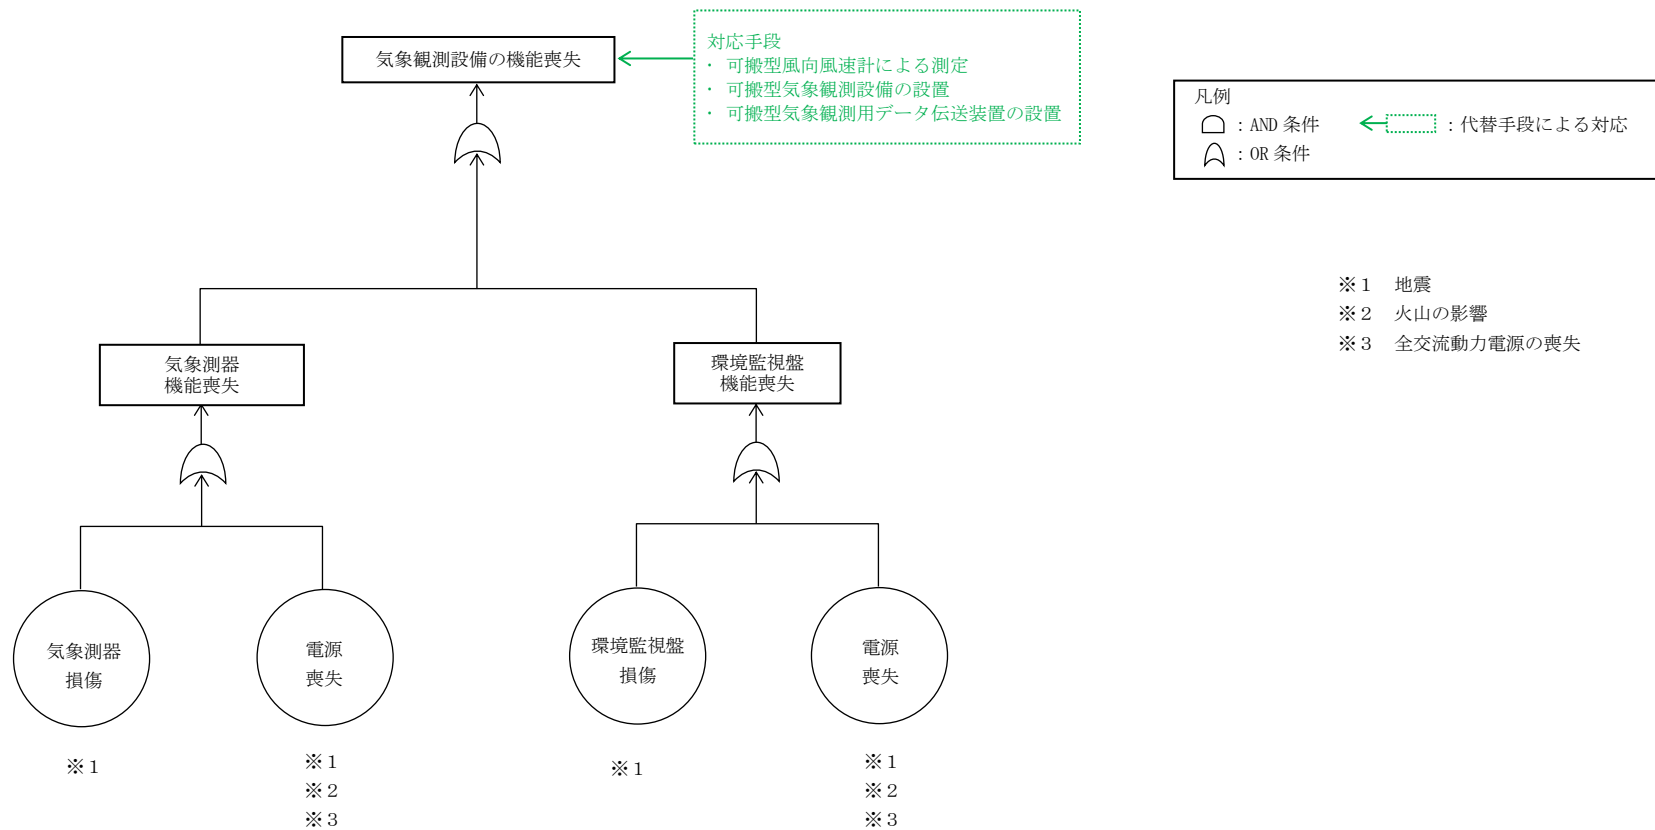 気象観測設備の機能喪失
対応手段
・ 可搬型風向風速計による測定
・ 可搬型気象観測設備の設置
・ 可搬型気象観測用データ伝送装置の設置
凡例
：AND 条件
：代替手段による対応
：OR 条件
※１　地震
※２　火山の影響
※３　全交流動力電源の喪失
気象測器
機能喪失
環境監視盤
機能喪失
気象測器
損傷
電源
喪失
環境監視盤
損傷
電源
喪失
※１
※１
※２
※３
※１
※１
※２
※３